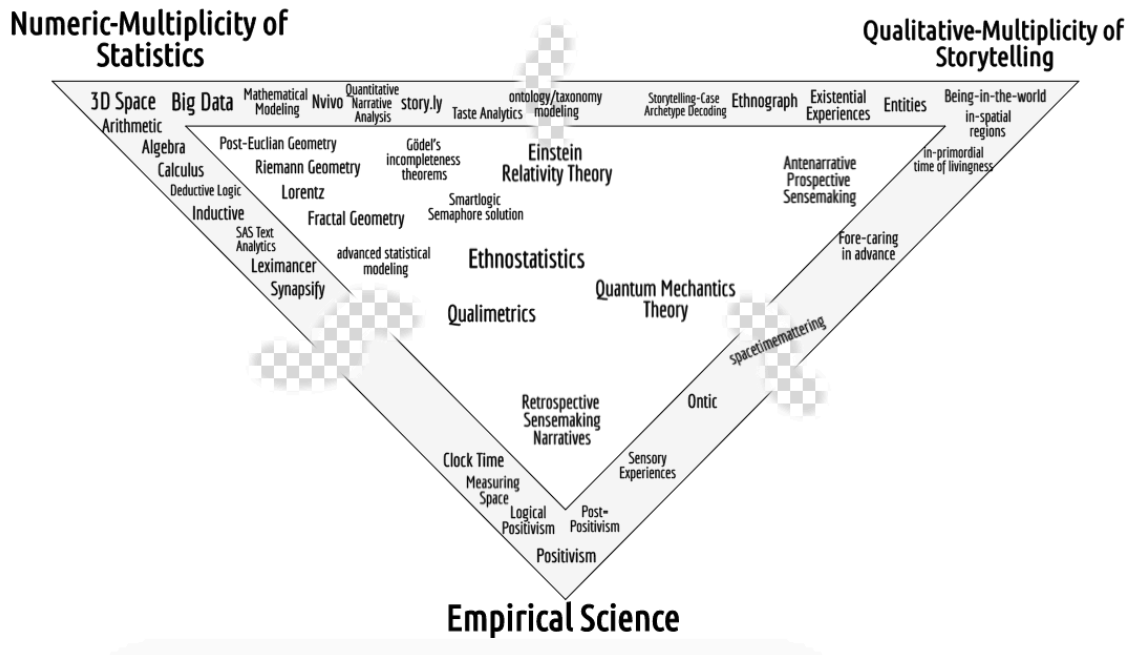 Numeric-Multiplicity of
Statistics
Qualitative-Multiplicity of
Storytelling
3D Space
Big Data
Mathematical
Modeling
Nvivo
Quantitative
Narrative
Analysis
story.ly
Taste Analytics
ontology/taxonomy
modeling
Storytelling-Case
Archetype Decoding
Ethnograph
Existential
Experiences
Entities
Being-in-the-world
in-spatial
regions
in-primordial
time of livingness
Arithmetic
Algebra
Calculus
Deductive Logic
Inductive
SAS Text
Analytics
Leximancer
Synapsify
Post-Euclian Geometry
Riemann Geometry
Lorentz
Fractal Geometry
advanced statistical
modeling
Gödel's
incompleteness
theorems
Smartlogic
Semaphore solution
Einstein
Relativity Theory
Antenarrative
Prospective
Sensemaking
Fore-caring
in advance
Ethnostatistics
Quantum Mechantics
Theory
Qualimetrics
spacetimemattering
Retrospective
Sensemaking
Narratives
Ontic
Clock Time
Measuring
Space
Logical
Positivism
Sensory
Experiences
Post-
Positivism
Positivism
Empirical Science